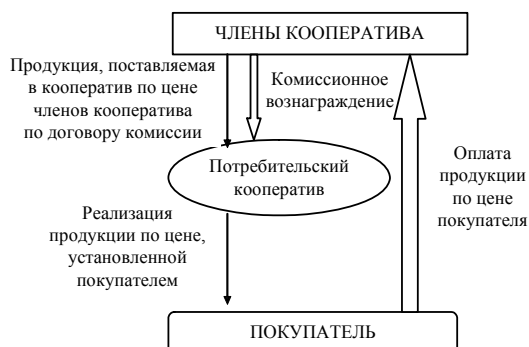 ЧЛЕНЫ КООПЕРАТИВА
Продукция, поставляемая
в кооператив по цене
членов кооператива
по договору комиссии
Комиссионное
вознаграждение
Потребительский
кооператив
Оплата
продукции
по цене
покупателя
Реализация
продукции по цене,
установленной
покупателем
ПОКУПАТЕЛЬ